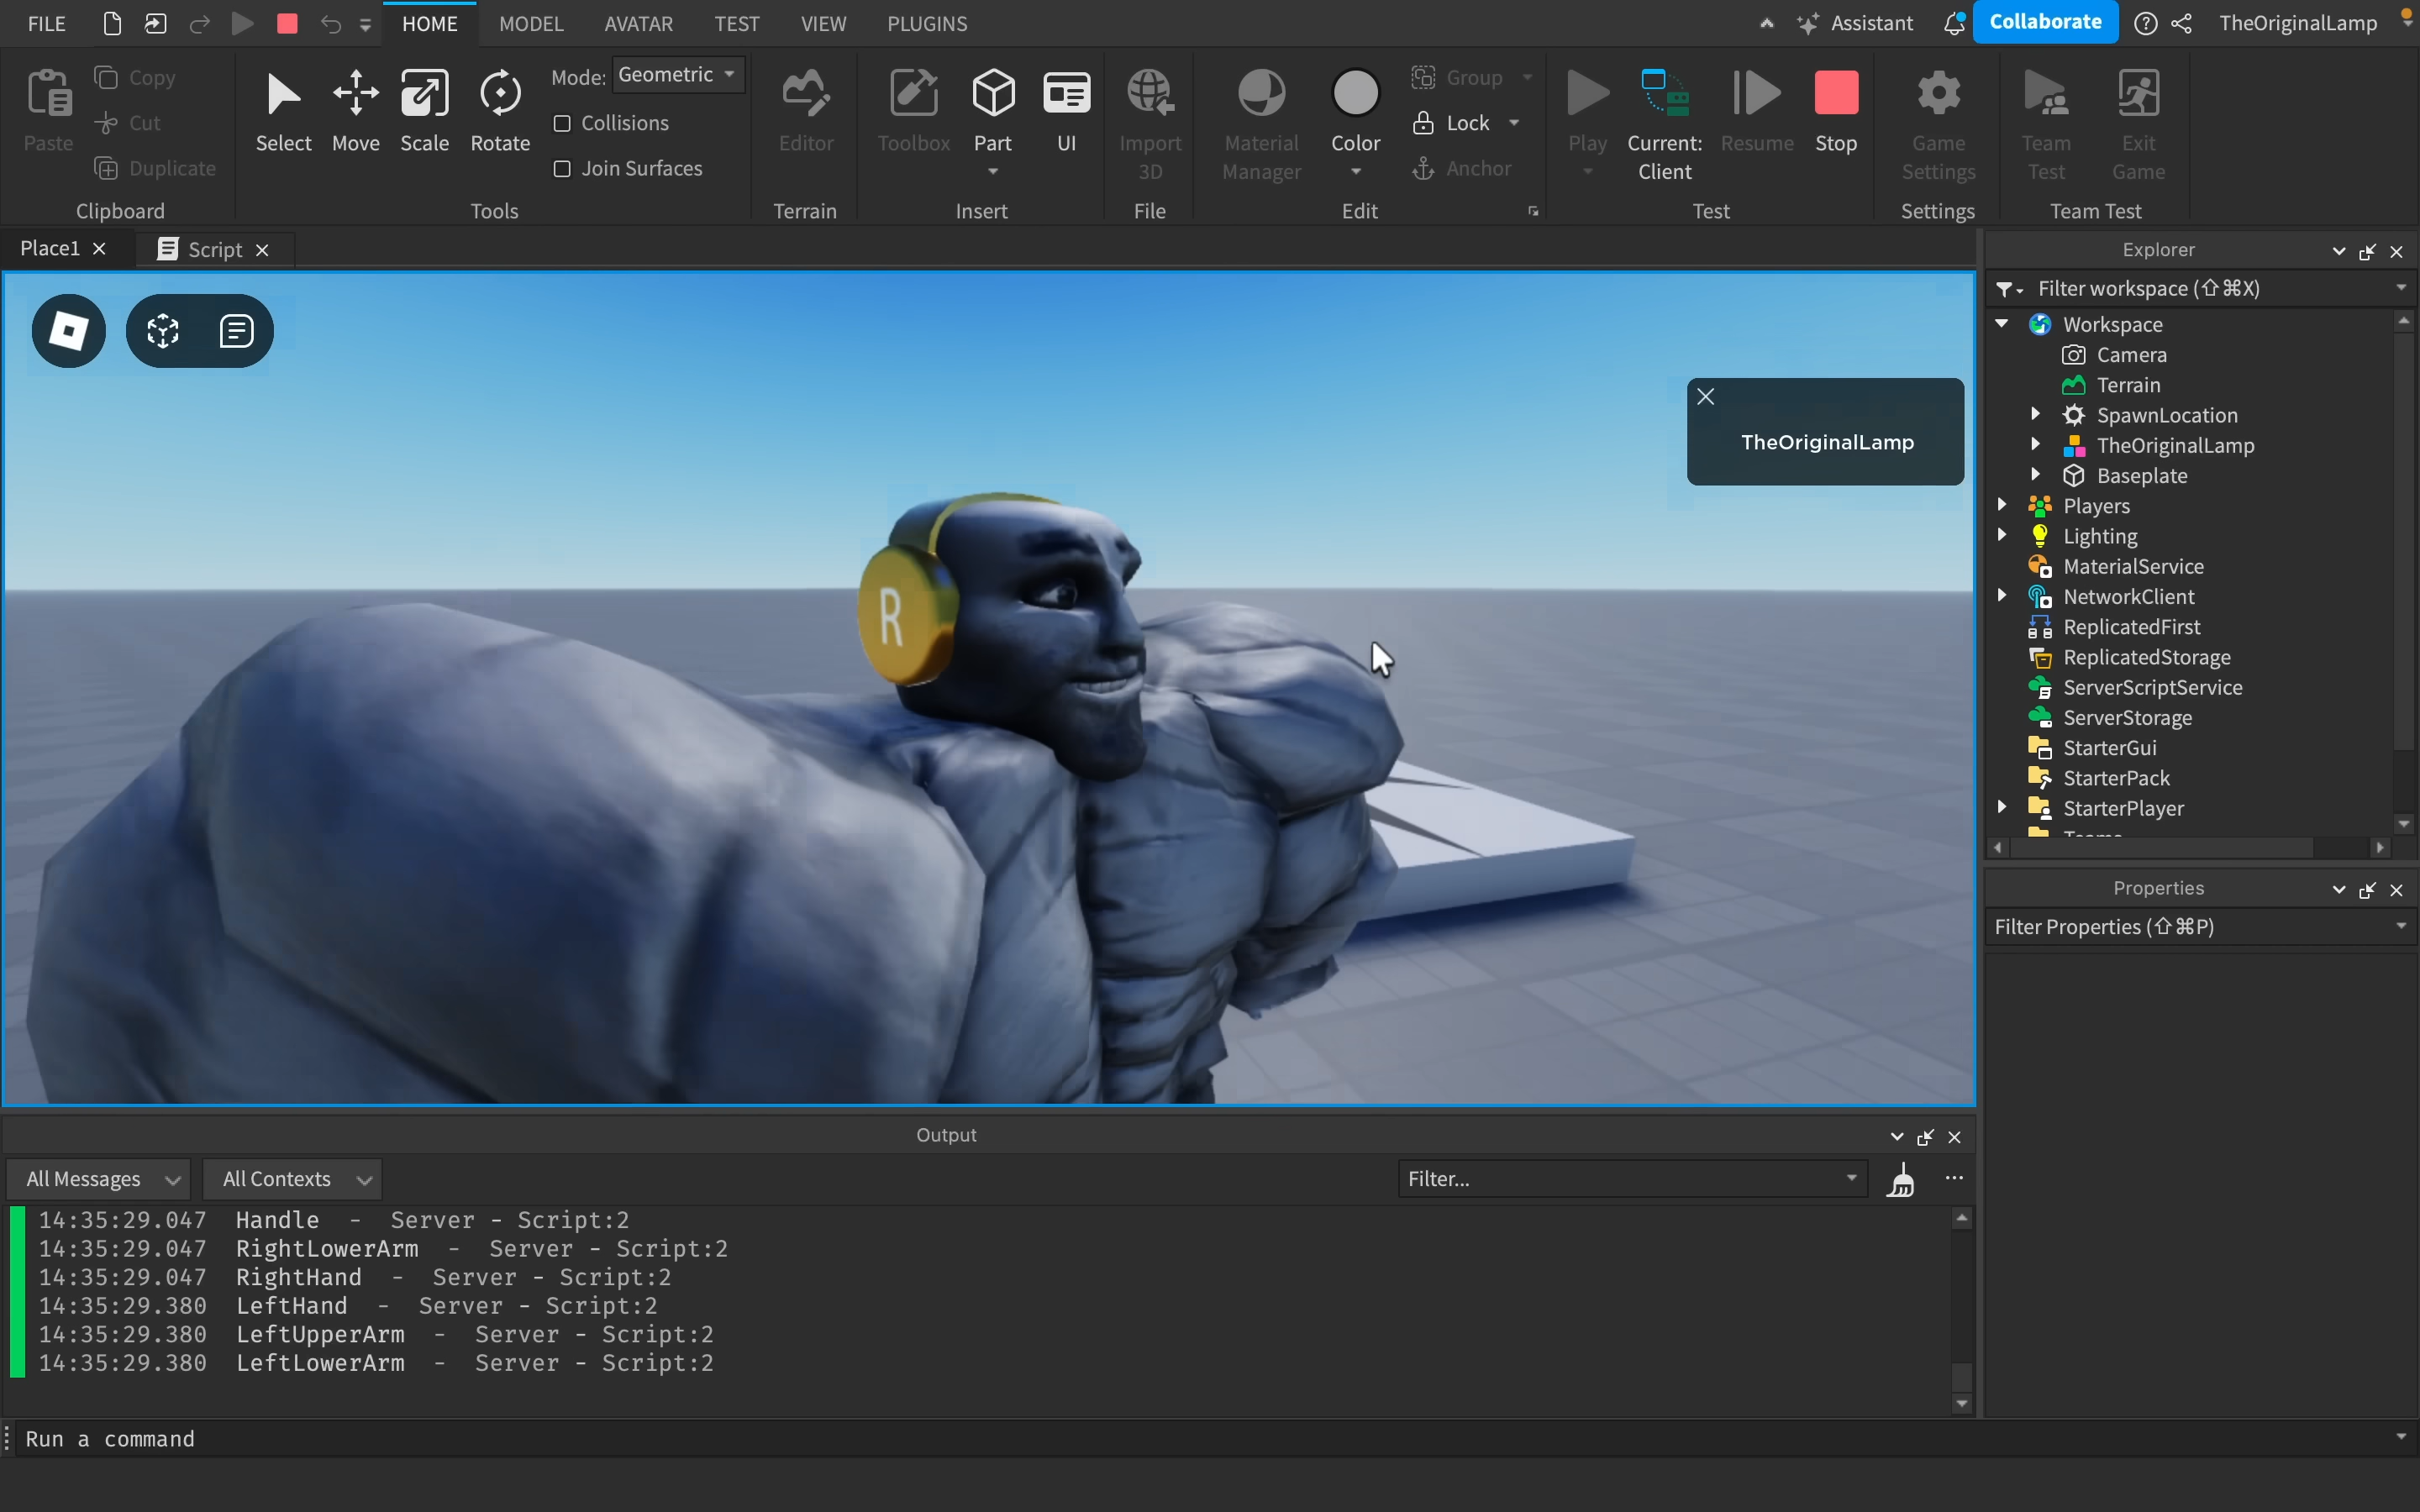 FILE HOME MODEL AVATAR TEST VIEW PLUGINS Assistant Collaborate TheOriginalLamp
Paste
Copy
Cut
Duplicate
Clipboard
Select Move Scale Rotate
Mode: Geometric
Collisions
Join Surfaces
Tools
Editor
Terrain
Toolbox Part UI
Insert
Import
3D
File
Material
Manager
Color
Group
Lock
Anchor
Edit
Play
Current:
Client
Resume Stop
Test
Game
Settings
Settings
Team
Test
Exit
Game
Team Test
Place1 Script
TheOriginalLamp
R
Explorer
Filter workspace (⇧⌘X)
Workspace
Camera
Terrain
SpawnLocation
TheOriginalLamp
Baseplate
Players
Lighting
MaterialService
NetworkClient
ReplicatedFirst
ReplicatedStorage
ServerScriptService
ServerStorage
StarterGui
StarterPack
StarterPlayer
Properties
Filter Properties (⇧⌘P)
Output
All Messages All Contexts Filter...
14:35:29.047 Handle - Server - Script:2
14:35:29.047 RightLowerArm - Server - Script:2
14:35:29.047 RightHand - Server - Script:2
14:35:29.380 LeftHand - Server - Script:2
14:35:29.380 LeftUpperArm - Server - Script:2
14:35:29.380 LeftLowerArm - Server - Script:2
Run a command